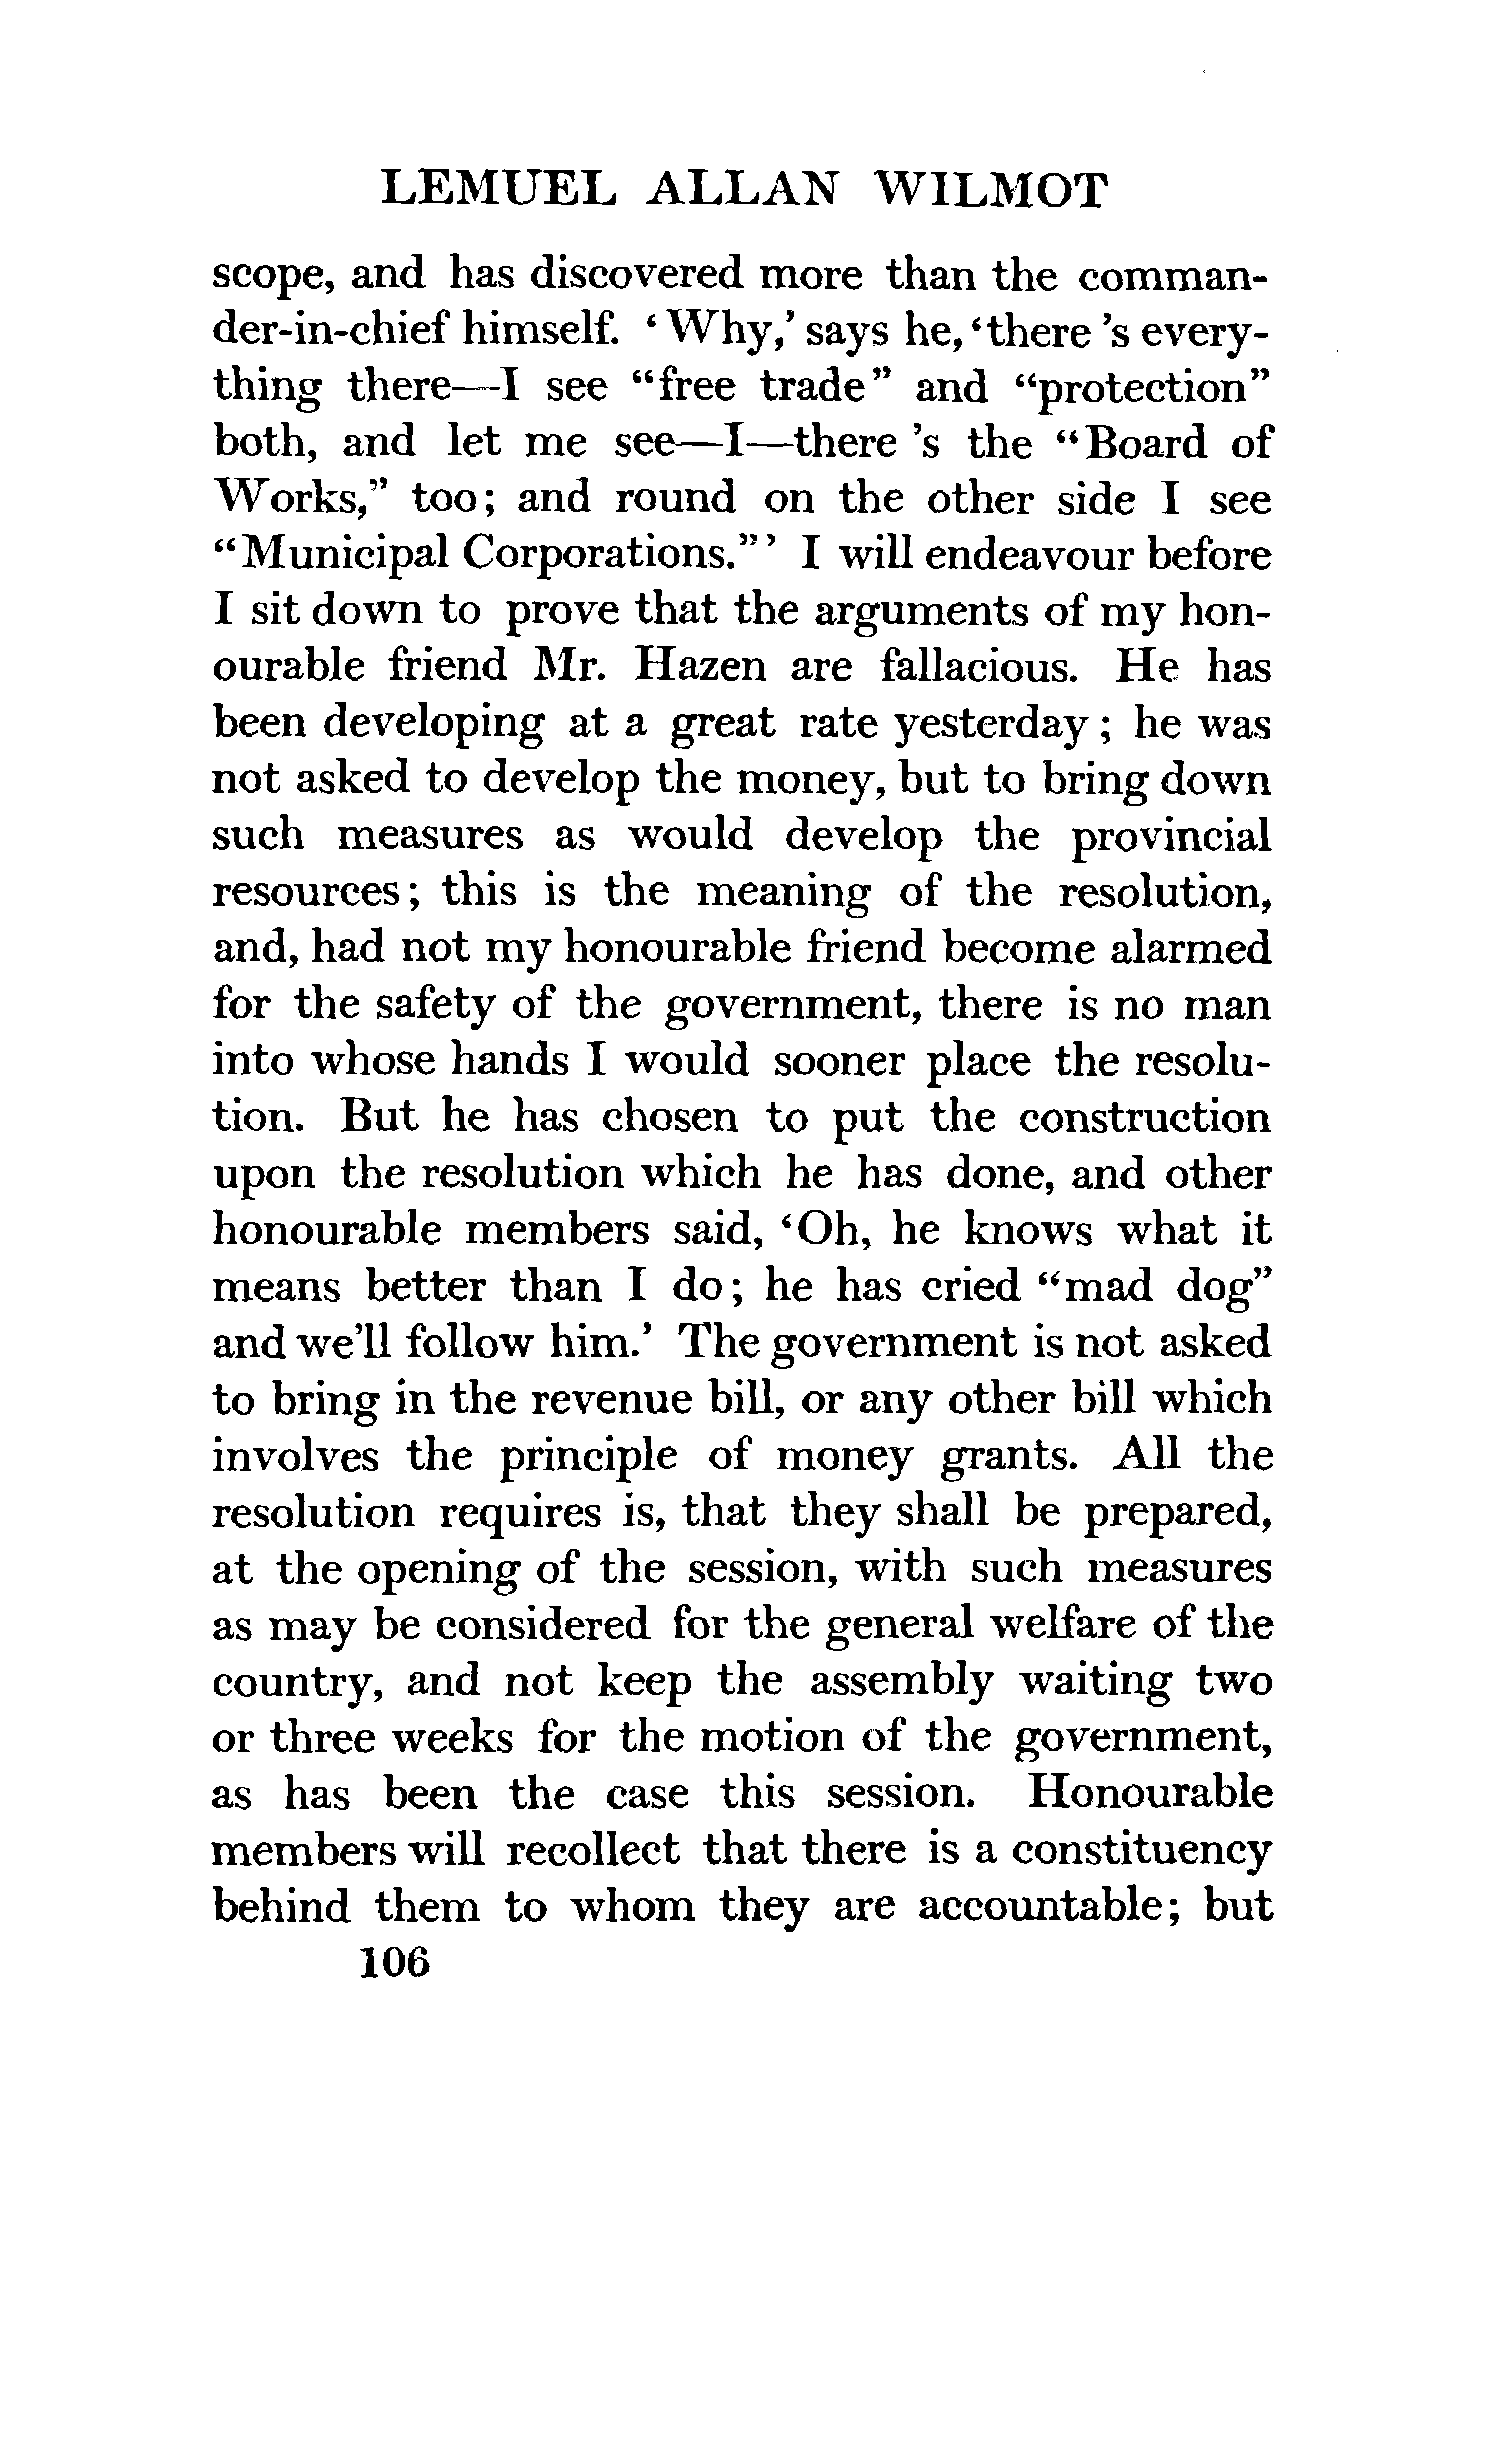 LEMUEL ALLAN WILMOT
scope, and has discovered more than the comman-
der-in-chief himself. ‘Why,’ says he, ‘there ’s every-
thing there—I see “free trade” and “protection”
both, and let me see—I—there ’s the “Board of
Works,” too; and round on the other side I see
“Municipal Corporations.”’ I will endeavour before
I sit down to prove that the arguments of my hon-
ourable friend Mr. Hazen are fallacious. He has
been developing at a great rate yesterday; he was
not asked to develop the money, but to bring down
such measures as would develop the provincial
resources; this is the meaning of the resolution,
and, had not my honourable friend become alarmed
for the safety of the government, there is no man
into whose hands I would sooner place the resolu-
tion. But he has chosen to put the construction
upon the resolution which he has done, and other
honourable members said, ‘Oh, he knows what it
means better than I do; he has cried “mad dog”
and we’ll follow him.’ The government is not asked
to bring in the revenue bill, or any other bill which
involves the principle of money grants. All the
resolution requires is, that they shall be prepared,
at the opening of the session, with such measures
as may be considered for the general welfare of the
country, and not keep the assembly waiting two
or three weeks for the motion of the government,
as has been the case this session. Honourable
members will recollect that there is a constituency
behind them to whom they are accountable; but
106